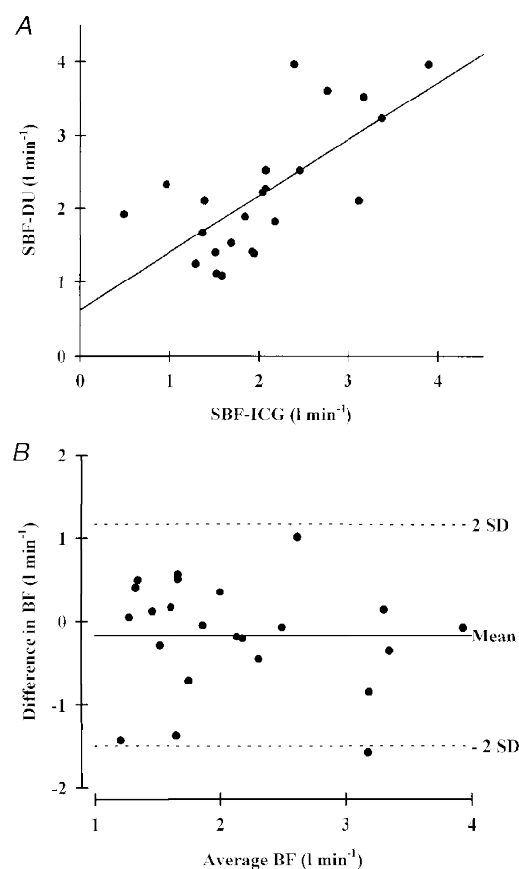 A
4
3
2
1
0
SBF-DU (l min⁻¹)
0 1 2 3 4
SBF-ICG (l min⁻¹)
B
2
1
0
-1
-2
Difference in BF (l min⁻¹)
2 SD
Mean
- 2 SD
1 2 3 4
Average BF (l min⁻¹)